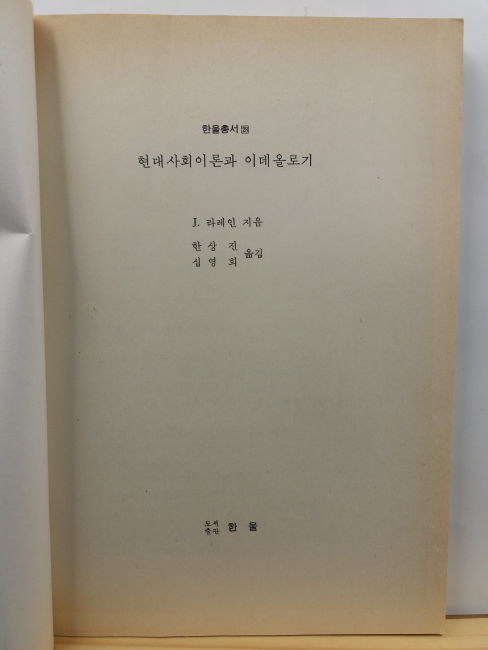 한울총서
현대사회이론과 이데올로기
J. 라레인 지음
한 상 진
심 영 희 옮김
도서
출판 한 울